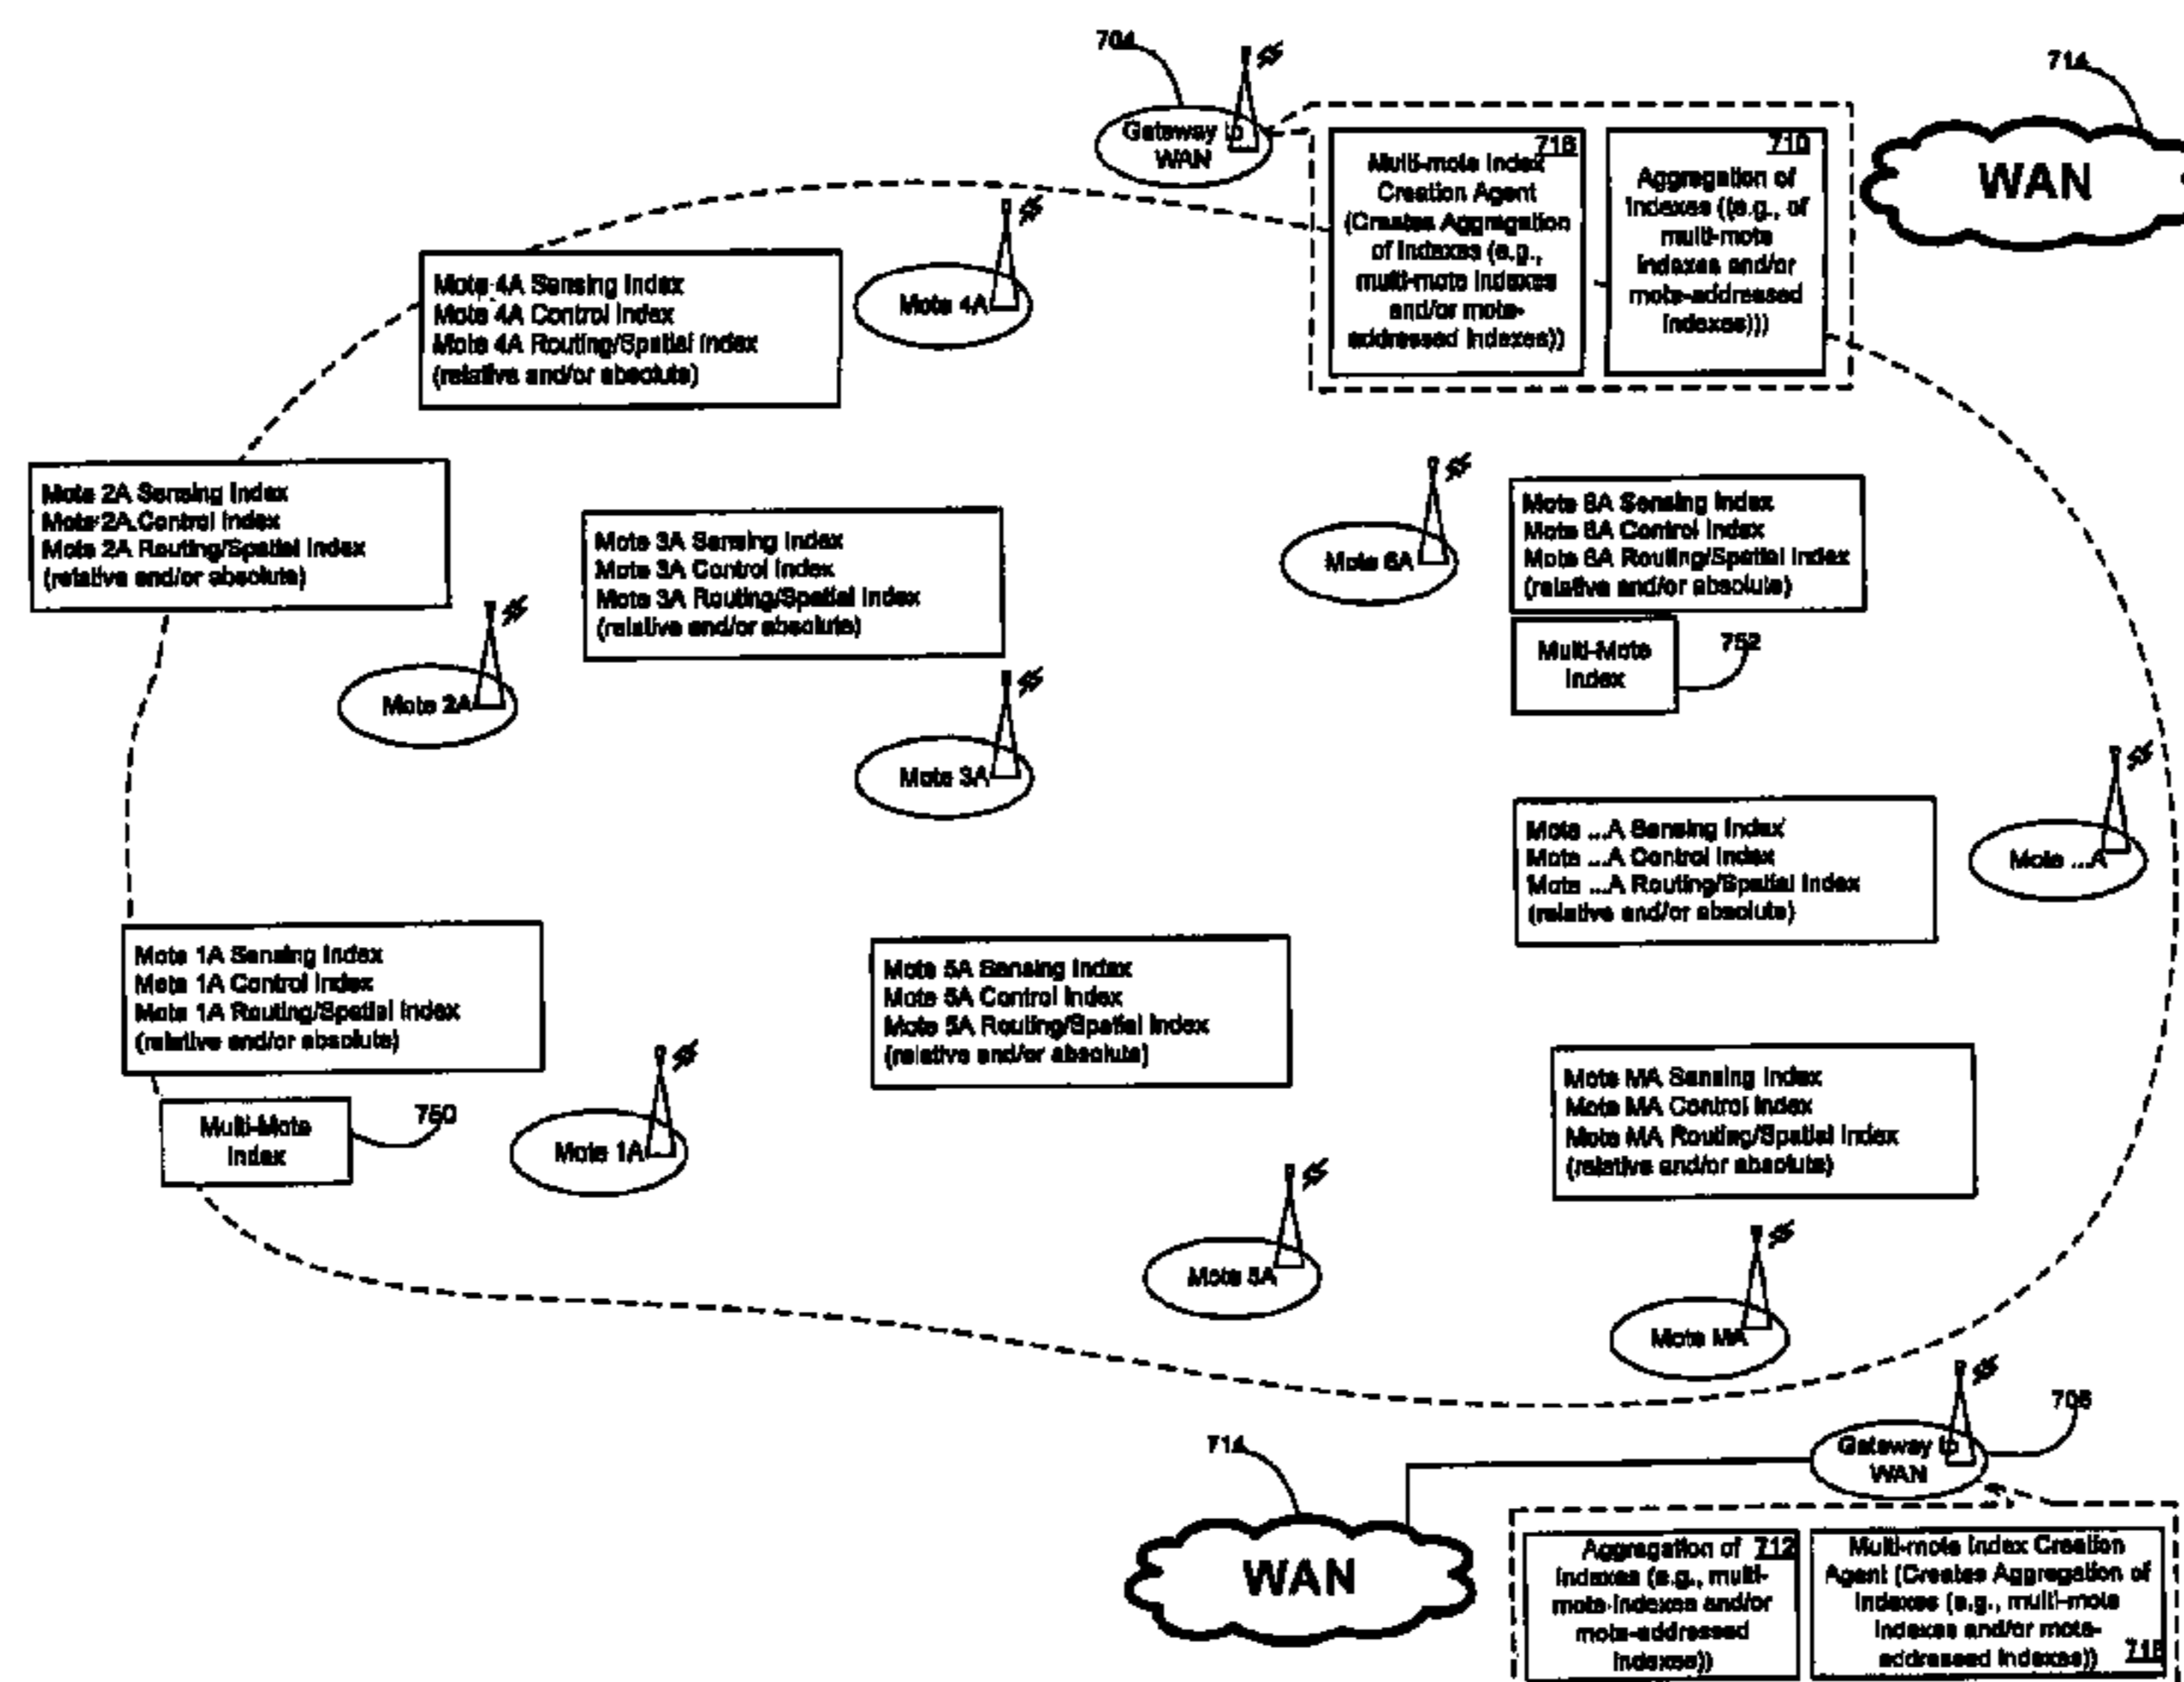 704
714
Gateway to
WAN
716
Multi-mote Index
Creation Agent
(Creates Aggregation
of Indexes (e.g.,
multi-mote indexes
and/or mote-
addressed indexes))
710
Aggregation of
Indexes ((e.g., of
multi-mote
indexes and/or
mote-addressed
indexes)))
WAN
Mote 4A Sensing Index
Mote 4A Control Index
Mote 4A Routing/Spatial Index
(relative and/or absolute)
Mote 4A
Mote 2A Sensing Index
Mote 2A Control Index
Mote 2A Routing/Spatial Index
(relative and/or absolute)
Mote 3A Sensing Index
Mote 3A Control Index
Mote 3A Routing/Spatial Index
(relative and/or absolute)
Mote 6A
Mote 6A Sensing Index
Mote 6A Control Index
Mote 6A Routing/Spatial Index
(relative and/or absolute)
Multi-Mote
Index
752
Mote 2A
Mote 3A
Mote ...A Sensing Index
Mote ...A Control Index
Mote ...A Routing/Spatial Index
(relative and/or absolute)
Mote ...A
Mote 1A Sensing Index
Mote 1A Control Index
Mote 1A Routing/Spatial Index
(relative and/or absolute)
Multi-Mote
Index
750
Mote 1A
Mote 5A Sensing Index
Mote 5A Control Index
Mote 5A Routing/Spatial Index
(relative and/or absolute)
Mote MA Sensing Index
Mote MA Control Index
Mote MA Routing/Spatial Index
(relative and/or absolute)
Mote 5A
Mote MA
714
WAN
706
Gateway to
WAN
Aggregation of 712
Indexes (e.g., multi-
mote indexes and/or
mote-addressed
indexes))
Multi-mote Index Creation
Agent (Creates Aggregation of
Indexes (e.g., multi-mote
indexes and/or mote-
addressed indexes))